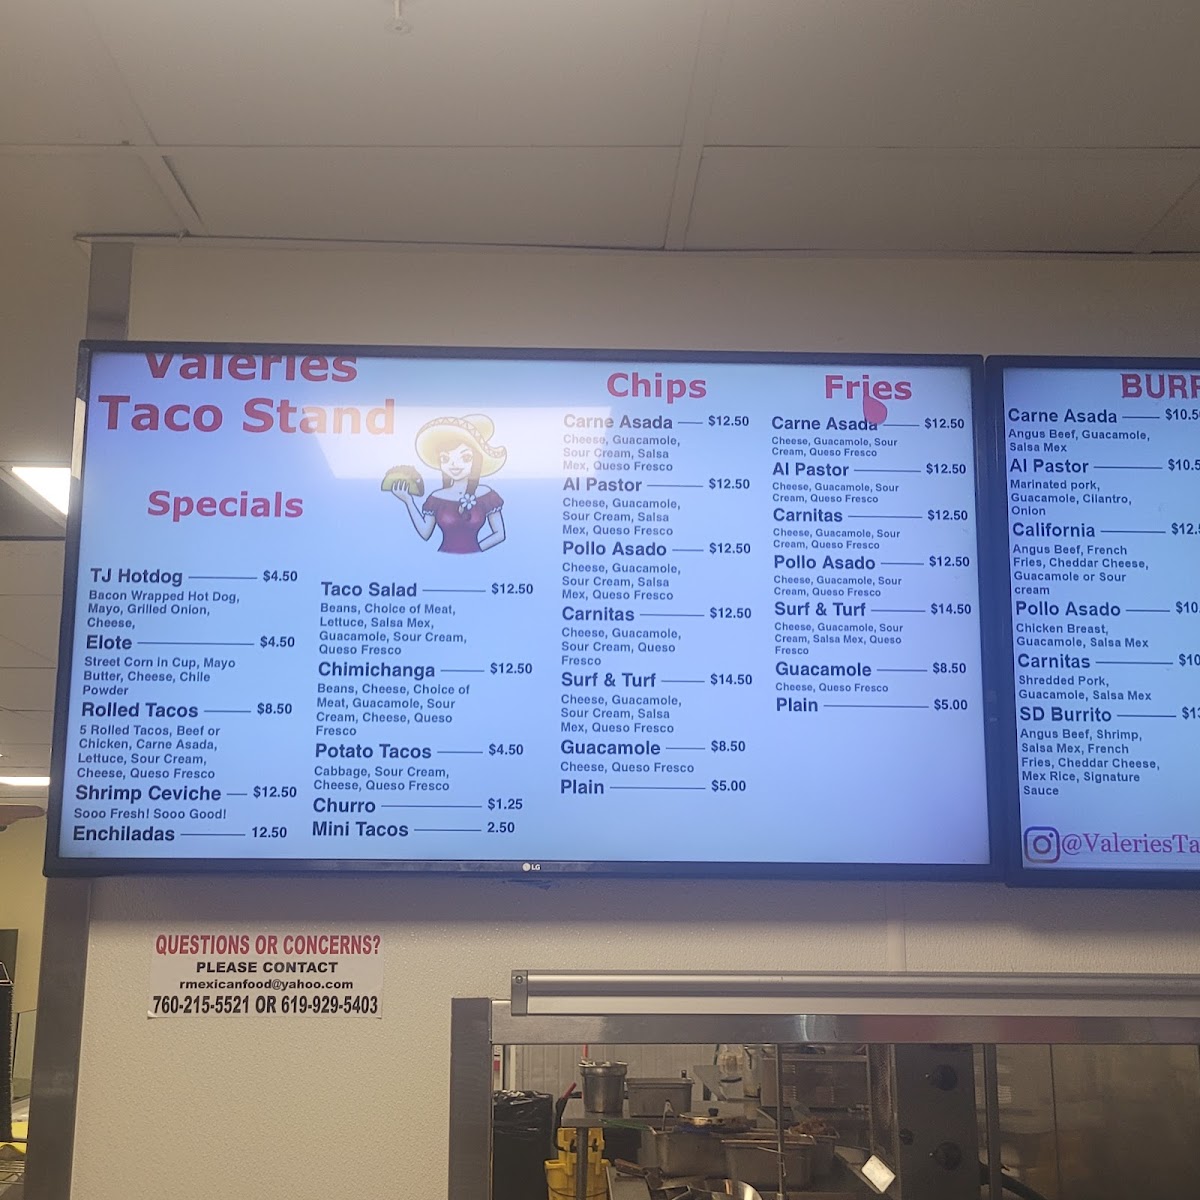 Valeries
Taco Stand
Specials
TJ Hotdog $4.50
Bacon Wrapped Hot Dog,
Mayo, Grilled Onion,
Cheese,
Elote $4.50
Street Corn in Cup, Mayo
Butter, Cheese, Chile
Powder
Rolled Tacos $8.50
5 Rolled Tacos, Beef or
Chicken, Carne Asada,
Lettuce, Sour Cream,
Cheese, Queso Fresco
Shrimp Ceviche $12.50
Sooo Fresh! Sooo Good!
Enchiladas 12.50
Taco Salad $12.50
Beans, Choice of Meat,
Lettuce, Salsa Mex,
Guacamole, Sour Cream,
Queso Fresco
Chimichanga $12.50
Beans, Cheese, Choice of
Meat, Guacamole, Sour
Cream, Cheese, Queso
Fresco
Potato Tacos $4.50
Cabbage, Sour Cream,
Cheese, Queso Fresco
Churro $1.25
Mini Tacos 2.50
Chips
Carne Asada $12.50
Cheese, Guacamole,
Sour Cream, Salsa
Mex, Queso Fresco
Al Pastor $12.50
Cheese, Guacamole,
Sour Cream, Salsa
Mex, Queso Fresco
Pollo Asado $12.50
Cheese, Guacamole,
Sour Cream, Salsa
Mex, Queso Fresco
Carnitas $12.50
Cheese, Guacamole,
Sour Cream, Queso
Fresco
Surf & Turf $14.50
Cheese, Guacamole,
Sour Cream, Salsa
Mex, Queso Fresco
Guacamole $8.50
Cheese, Queso Fresco
Plain $5.00
Fries
Carne Asada $12.50
Cheese, Guacamole, Sour
Cream, Queso Fresco
Al Pastor $12.50
Cheese, Guacamole, Sour
Cream, Queso Fresco
Carnitas $12.50
Cheese, Guacamole, Sour
Cream, Queso Fresco
Pollo Asado $12.50
Cheese, Guacamole, Sour
Cream, Queso Fresco
Surf & Turf $14.50
Cheese, Guacamole, Sour
Cream, Salsa Mex, Queso
Fresco
Guacamole $8.50
Cheese, Queso Fresco
Plain $5.00
LG
BURR
Carne Asada $10.5
Angus Beef, Guacamole,
Salsa Mex
Al Pastor $10.5
Marinated pork,
Guacamole, Cilantro,
Onion
California $12.
Angus Beef, French
Fries, Cheddar Cheese,
Guacamole or Sour
cream
Pollo Asado $10.
Chicken Breast,
Guacamole, Salsa Mex
Carnitas $10
Shredded Pork,
Guacamole, Salsa Mex
SD Burrito $13
Angus Beef, Shrimp,
Salsa Mex, French
Fries, Cheddar Cheese,
Mex Rice, Signature
Sauce
@ValeriesTa
QUESTIONS OR CONCERNS?
PLEASE CONTACT
rmexicanfood@yahoo.com
760-215-5521 OR 619-929-5403